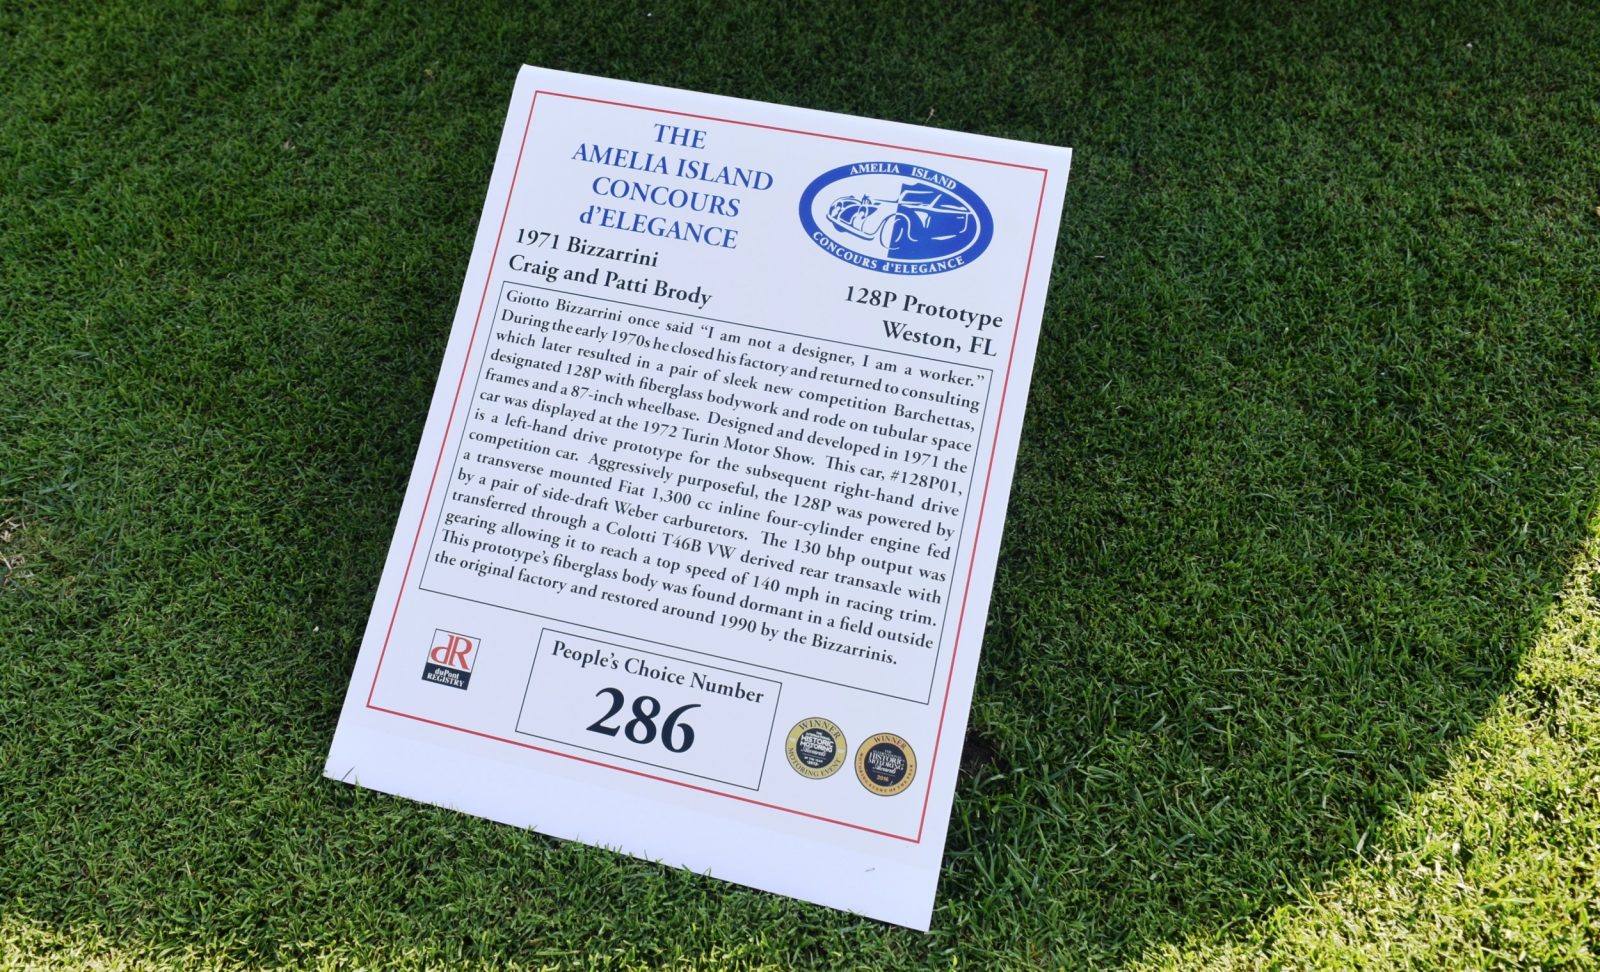 THE
AMELIA ISLAND
CONCOURS
d'ELEGANCE
AMELIA ISLAND
CONCOURS d'ELEGANCE
1971 Bizzarrini
128P Prototype
Craig and Patti Brody
Weston, FL
Giotto Bizzarrini once said “I am not a designer, I am a worker.”
During the early 1970s he closed his factory and returned to consulting
which later resulted in a pair of sleek new competition Barchettas,
designated 128P with fiberglass bodywork and rode on tubular space
frames and a 87-inch wheelbase. Designed and developed in 1971 the
car was displayed at the 1972 Turin Motor Show. This car, #128P01,
is a left-hand drive prototype for the subsequent right-hand drive
competition car. Aggressively purposeful, the 128P was powered by
a transverse mounted Fiat 1,300 cc inline four-cylinder engine fed
by a pair of side-draft Weber carburetors. The 130 bhp output was
transferred through a Colotti T46B VW derived rear transaxle with
gearing allowing it to reach a top speed of 140 mph in racing trim.
This prototype's fiberglass body was found dormant in a field outside
the original factory and restored around 1990 by the Bizzarrinis.
dR
duPont
REGISTRY
People's Choice Number
286
WINNER
HISTORIC
MOTORING
Awards
MOTORING EVENT
WINNER
HISTORIC
MOTORING
Awards
2016